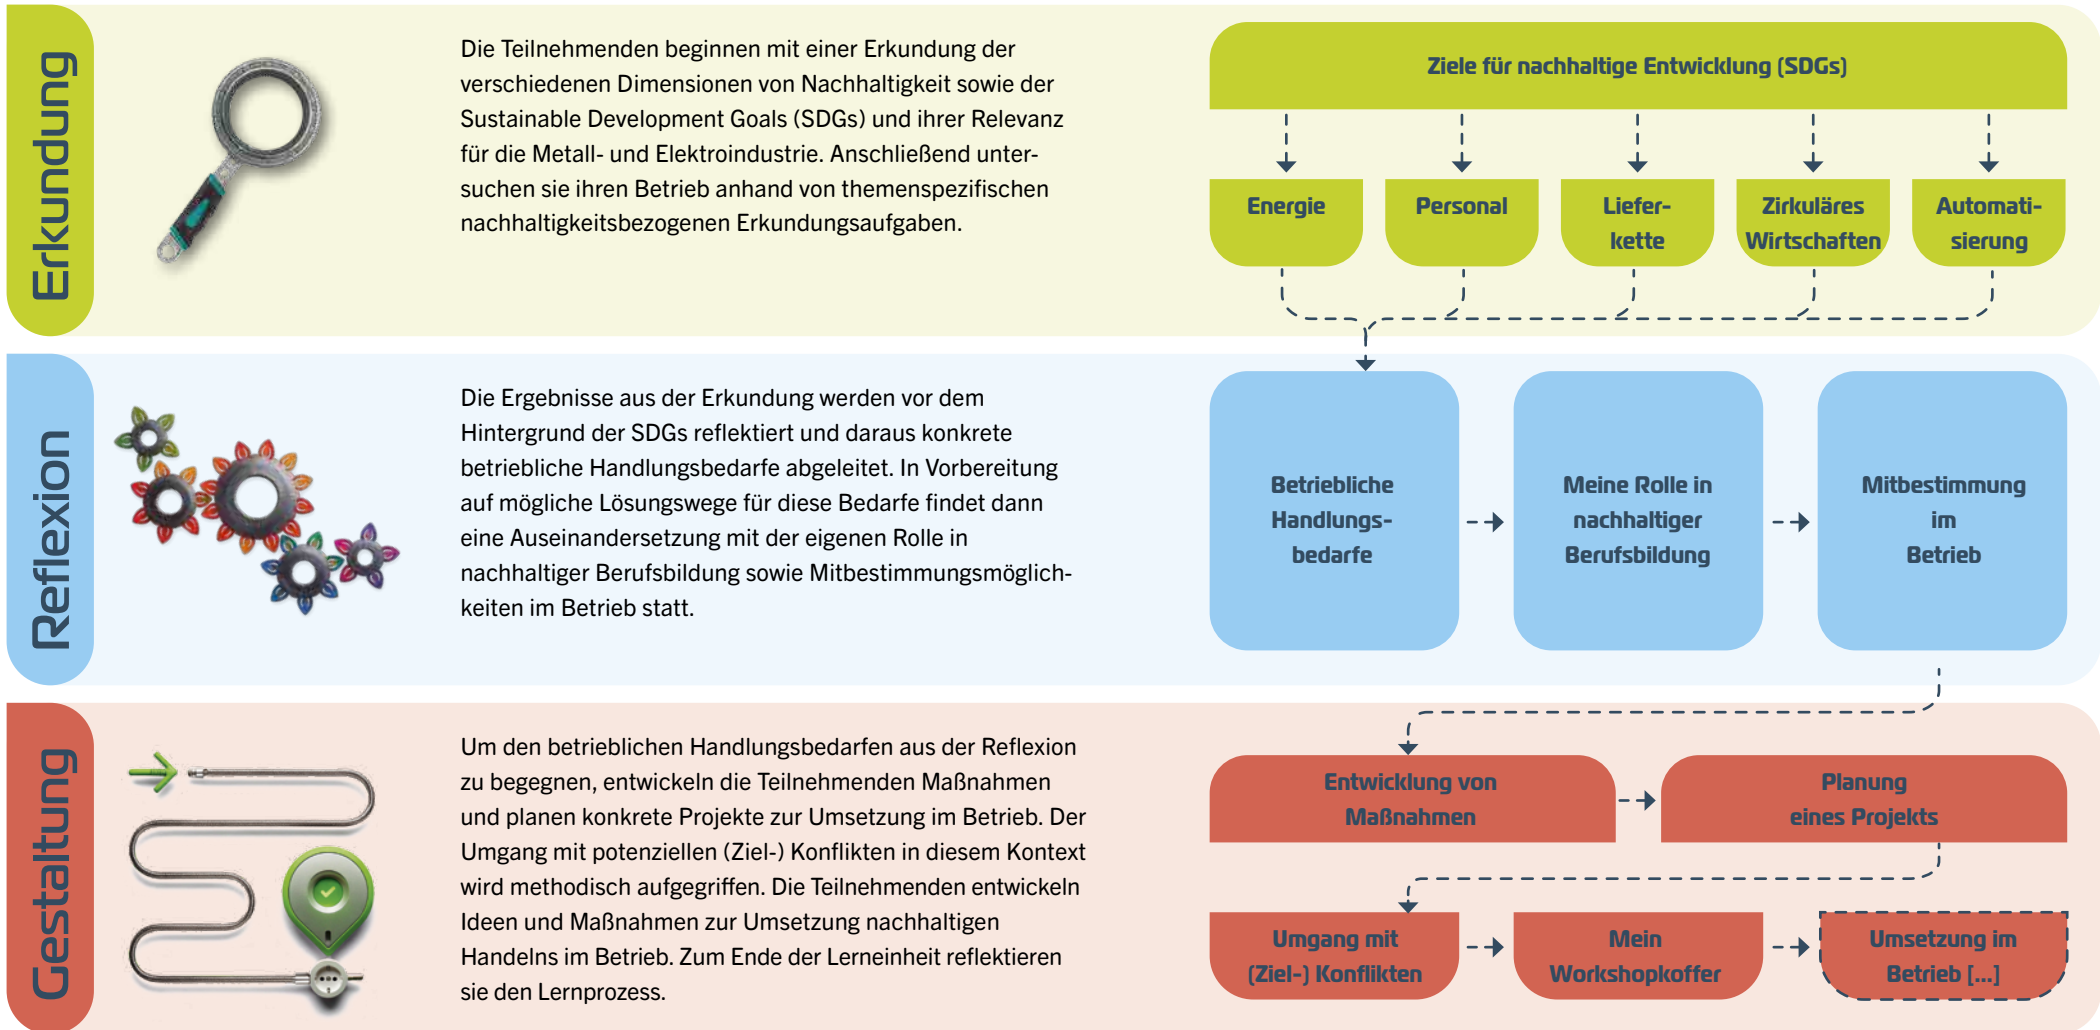 Erkundung
Die Teilnehmenden beginnen mit einer Erkundung der
verschiedenen Dimensionen von Nachhaltigkeit sowie der
Sustainable Development Goals (SDGs) und ihrer Relevanz
für die Metall- und Elektroindustrie. Anschließend unter-
suchen sie ihren Betrieb anhand von themenspezifischen
nachhaltigkeitsbezogenen Erkundungsaufgaben.
Ziele für nachhaltige Entwicklung (SDGs)
Energie
Personal
Liefer-
kette
Zirkuläres
Wirtschaften
Automati-
sierung
Reflexion
Die Ergebnisse aus der Erkundung werden vor dem
Hintergrund der SDGs reflektiert und daraus konkrete
betriebliche Handlungsbedarfe abgeleitet. In Vorbereitung
auf mögliche Lösungswege für diese Bedarfe findet dann
eine Auseinandersetzung mit der eigenen Rolle in
nachhaltiger Berufsbildung sowie Mitbestimmungsmöglich-
keiten im Betrieb statt.
Betriebliche
Handlungs-
bedarfe
Meine Rolle in
nachhaltiger
Berufsbildung
Mitbestimmung
im
Betrieb
Gestaltung
Um den betrieblichen Handlungsbedarfen aus der Reflexion
zu begegnen, entwickeln die Teilnehmenden Maßnahmen
und planen konkrete Projekte zur Umsetzung im Betrieb. Der
Umgang mit potenziellen (Ziel-) Konflikten in diesem Kontext
wird methodisch aufgegriffen. Die Teilnehmenden entwickeln
Ideen und Maßnahmen zur Umsetzung nachhaltigen
Handelns im Betrieb. Zum Ende der Lerneinheit reflektieren
sie den Lernprozess.
Entwicklung von
Maßnahmen
Planung
eines Projekts
Umgang mit
(Ziel-) Konflikten
Mein
Workshopkoffer
Umsetzung im
Betrieb [...]